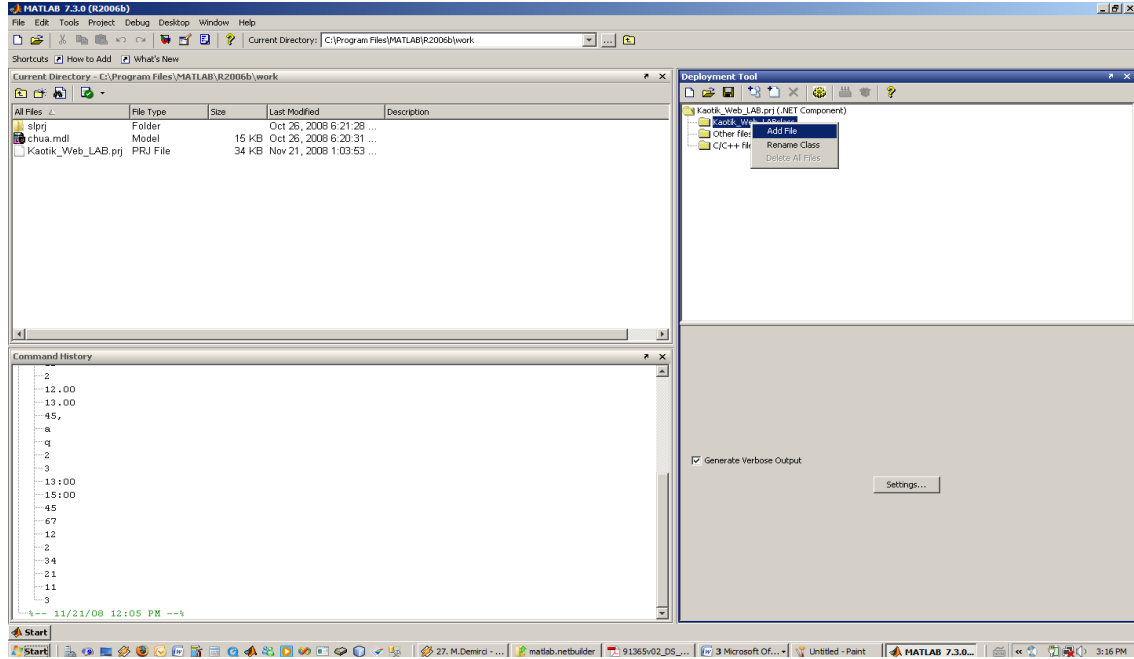 MATLAB 7.3.0 (R2006b)
File Edit Tools Project Debug Desktop Window Help
Current Directory: C:\Program Files\MATLAB\R2006b\work
Shortcuts How to Add What's New
Current Directory - C:\Program Files\MATLAB\R2006b\work
All Files File Type Size Last Modified Description
slprj Folder Oct 26, 2008 6:21:28 ...
chua.mdl Model 15 KB Oct 26, 2008 6:20:31 ...
Kaotik_Web_LAB.prj PRJ File 34 KB Nov 21, 2008 1:03:53 ...
Command History
2
12.00
13.00
45,
a
q
2
3
13:00
15:00
45
67
12
2
34
21
11
3
%-- 11/21/08 12:05 PM --%
Deployment Tool
Kaotik_Web_LAB.prj (.NET Component)
Kaotik_Web_LABclass
Other files
C/C++ file
Add File
Rename Class
Delete All Files
Generate Verbose Output
Settings...
Start
Start
27. M.Demirci - ...
matlab.netbuilder
91365v02_DS_...
3 Microsoft Of...
Untitled - Paint
MATLAB 7.3.0...
3:16 PM